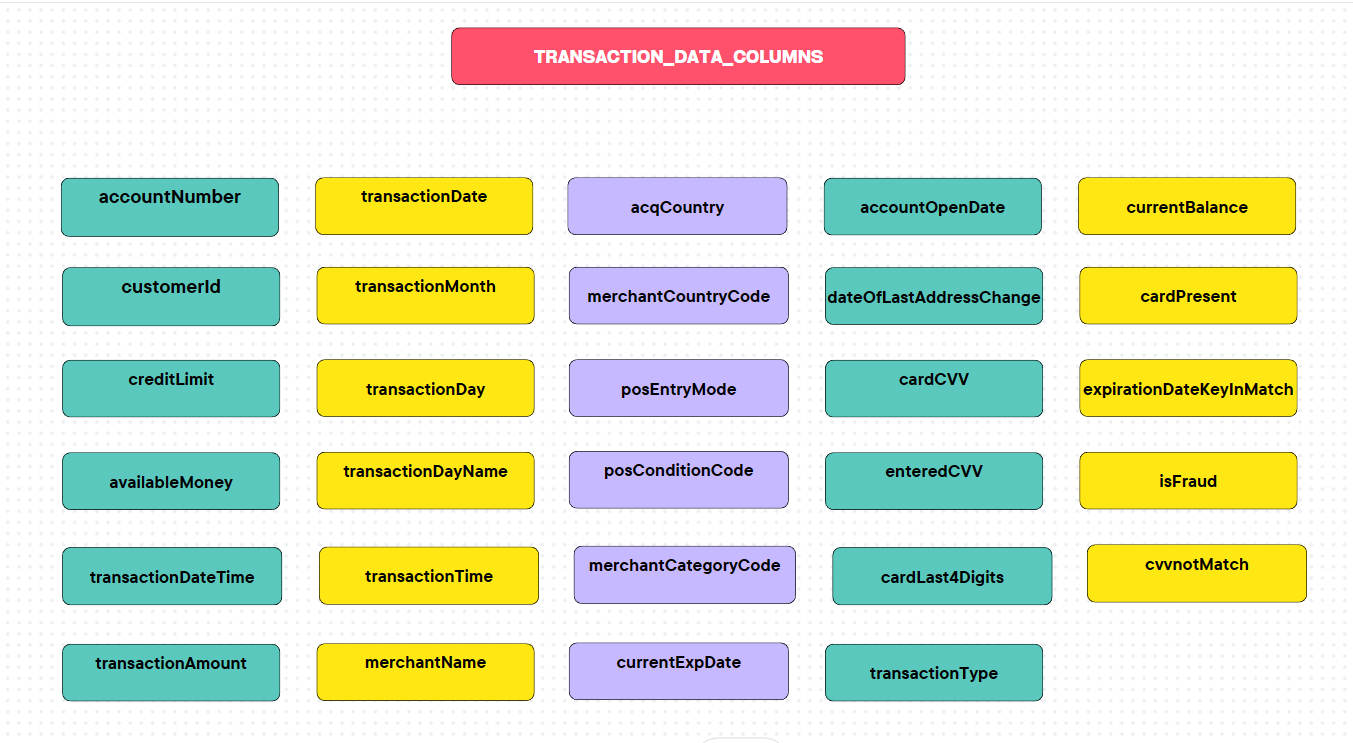 TRANSACTION_DATA_COLUMNS
accountNumber
transactionDate
acqCountry
accountOpenDate
currentBalance
customerId
transactionMonth
merchantCountryCode
dateOfLastAddressChange
cardPresent
creditLimit
transactionDay
posEntryMode
cardCVV
expirationDateKeyInMatch
availableMoney
transactionDayName
posConditionCode
enteredCVV
isFraud
transactionDateTime
transactionTime
merchantCategoryCode
cardLast4Digits
cvvnotMatch
transactionAmount
merchantName
currentExpDate
transactionType